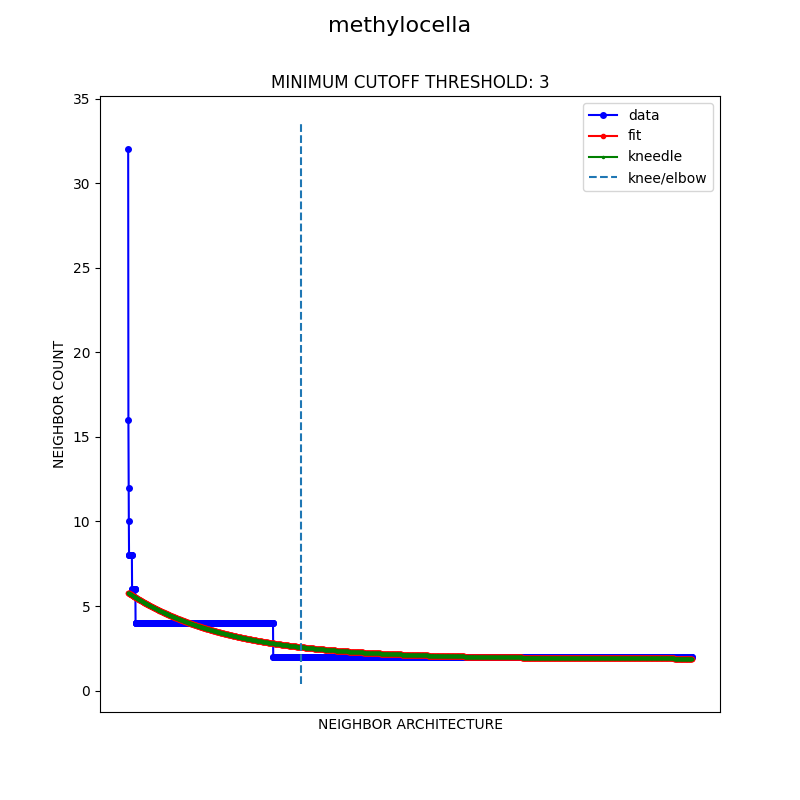 methylocella
MINIMUM CUTOFF THRESHOLD: 3
data
fit
kneedle
knee/elbow
35
30
25
20
15
10
5
0
NEIGHBOR COUNT
NEIGHBOR ARCHITECTURE